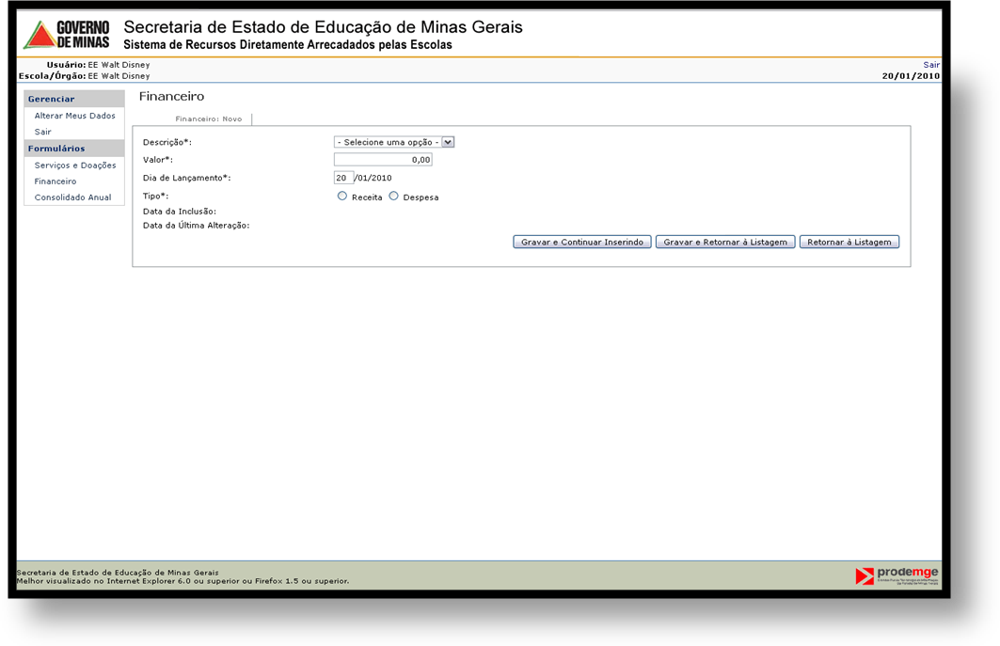 GOVERNO
DE MINAS
Secretaria de Estado de Educação de Minas Gerais
Sistema de Recursos Diretamente Arrecadados pelas Escolas
Usuário: EE Walt Disney
Sair
Escola/Órgão: EE Walt Disney
20/01/2010
Gerenciar
Alterar Meus Dados
Sair
Formulários
Serviços e Doações
Financeiro
Consolidado Anual
Financeiro
Financeiro: Novo
Descrição*: - Selecione uma opção -
Valor*: 0,00
Dia de Lançamento*: 20 /01/2010
Tipo*: Receita Despesa
Data da Inclusão:
Data da Última Alteração:
Gravar e Continuar Inserindo Gravar e Retornar à Listagem Retornar à Listagem
Secretaria de Estado de Educação de Minas Gerais
Melhor visualizado no Internet Explorer 6.0 ou superior ou Firefox 1.5 ou superior.
prodemge